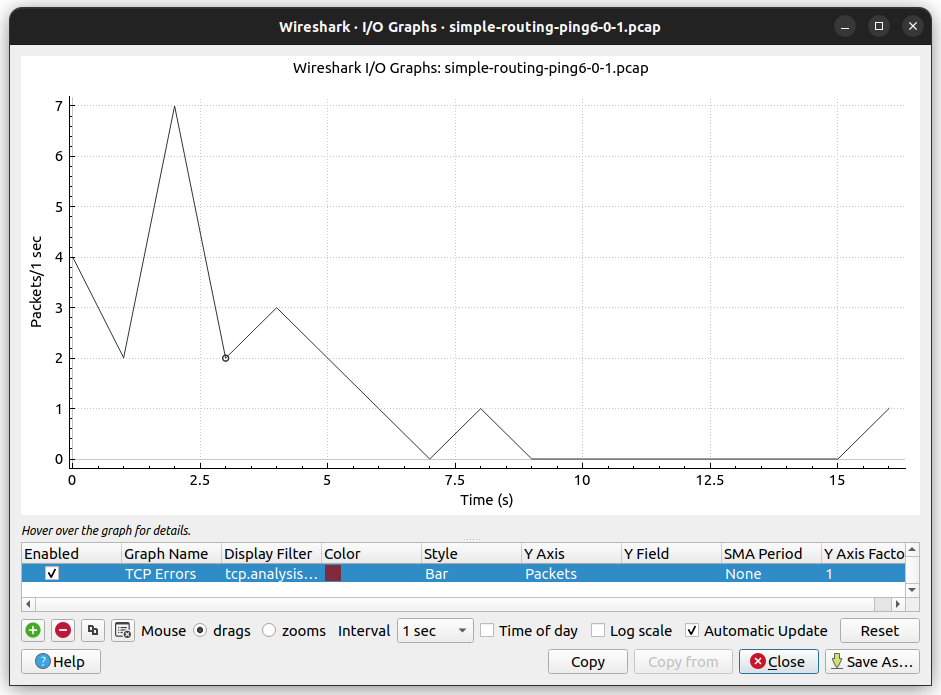 Wireshark · I/O Graphs · simple-routing-ping6-0-1.pcap
Wireshark I/O Graphs: simple-routing-ping6-0-1.pcap
7
6
5
4
3
2
1
0
Packets/1 sec
0 2.5 5 7.5 10 12.5 15
Time (s)
Hover over the graph for details.
Enabled Graph Name Display Filter Color Style Y Axis Y Field SMA Period Y Axis Facto
TCP Errors tcp.analysis... Bar Packets None 1
Mouse drags zooms Interval 1 sec Time of day Log scale Automatic Update Reset
Help Copy Copy from Close Save As...